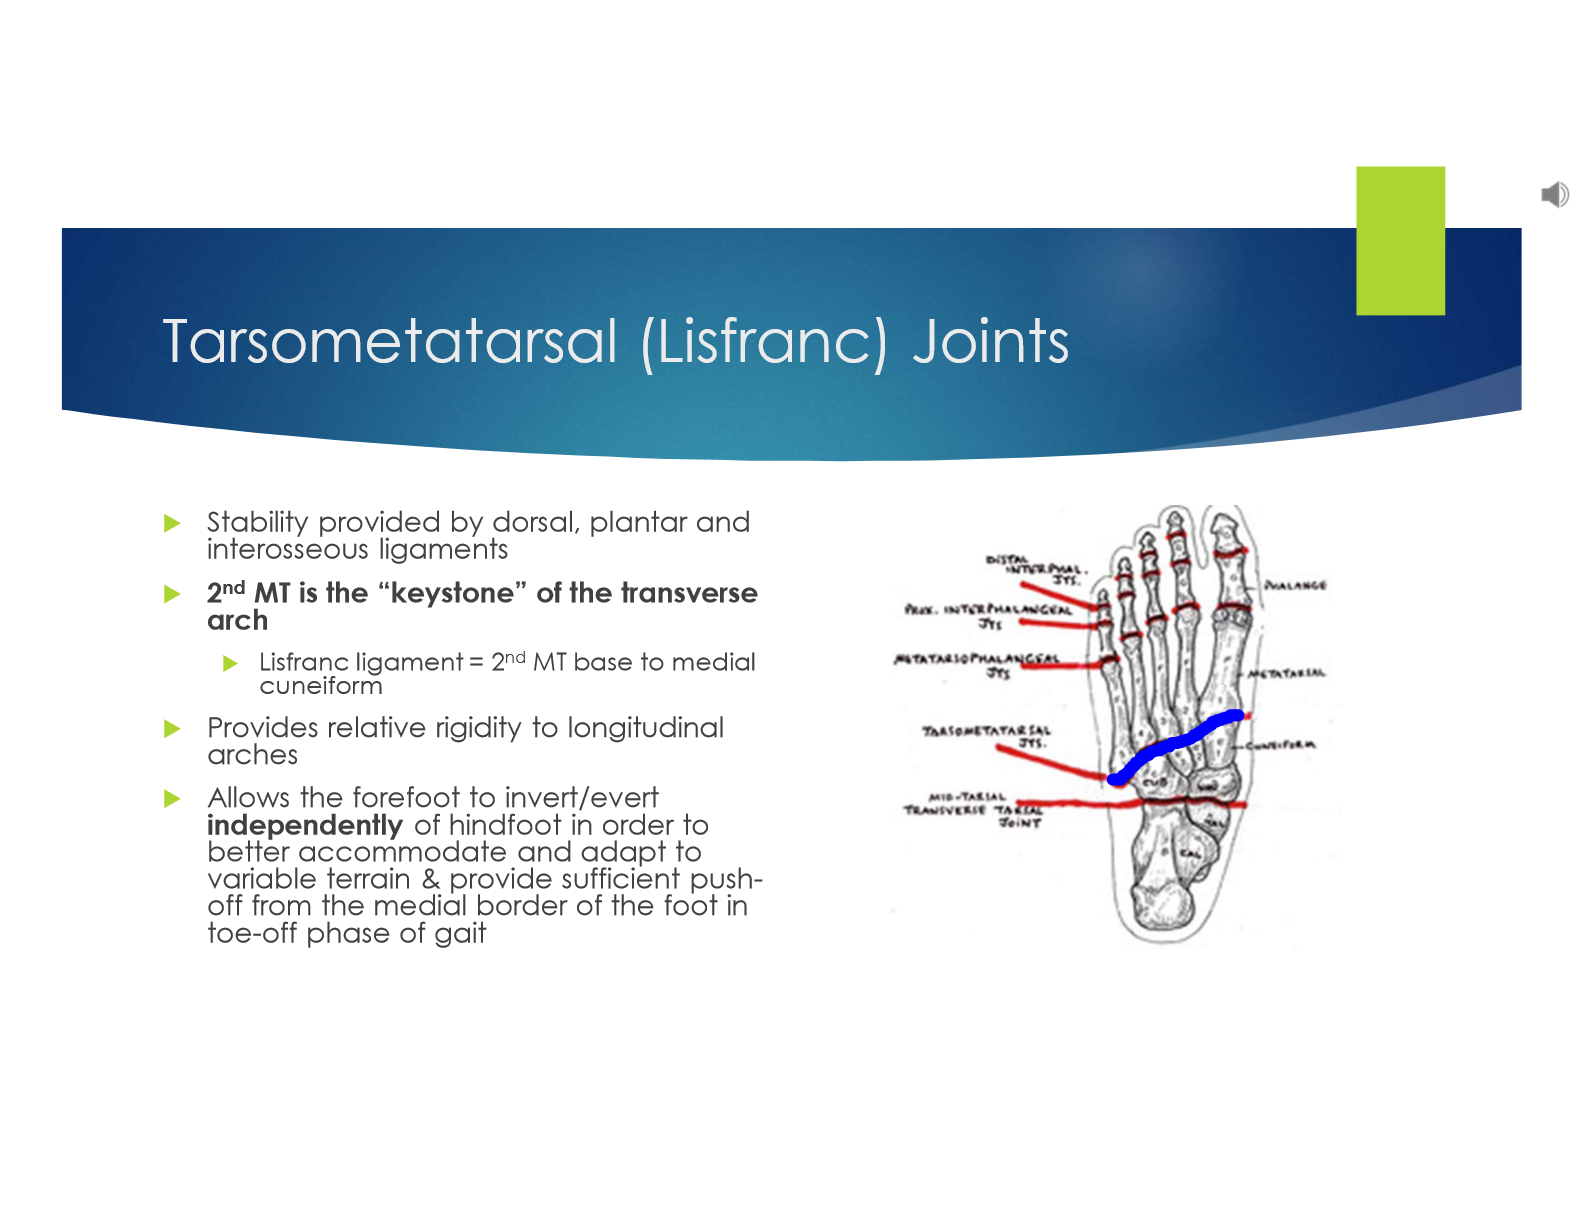 Tarsometatarsal (Lisfranc) Joints
Stability provided by dorsal, plantar and
interosseous ligaments
2nd MT is the “keystone” of the transverse
arch
Lisfranc ligament = 2nd MT base to medial
cuneiform
Provides relative rigidity to longitudinal
arches
Allows the forefoot to invert/evert
independently of hindfoot in order to
better accommodate and adapt to
variable terrain & provide sufficient push-
off from the medial border of the foot in
toe-off phase of gait
DISTAL
INTERPHAL.
JTS.
PROX. INTERPHALANGEAL
JTS
METATARSOPHALANGEAL
JTS
TARSOMETATARSAL
JTS.
MID-TARSAL
TRANSVERSE TARSAL
JOINT
PHALANGE
METATARSAL
CUNEIFORM
CUB
CAL